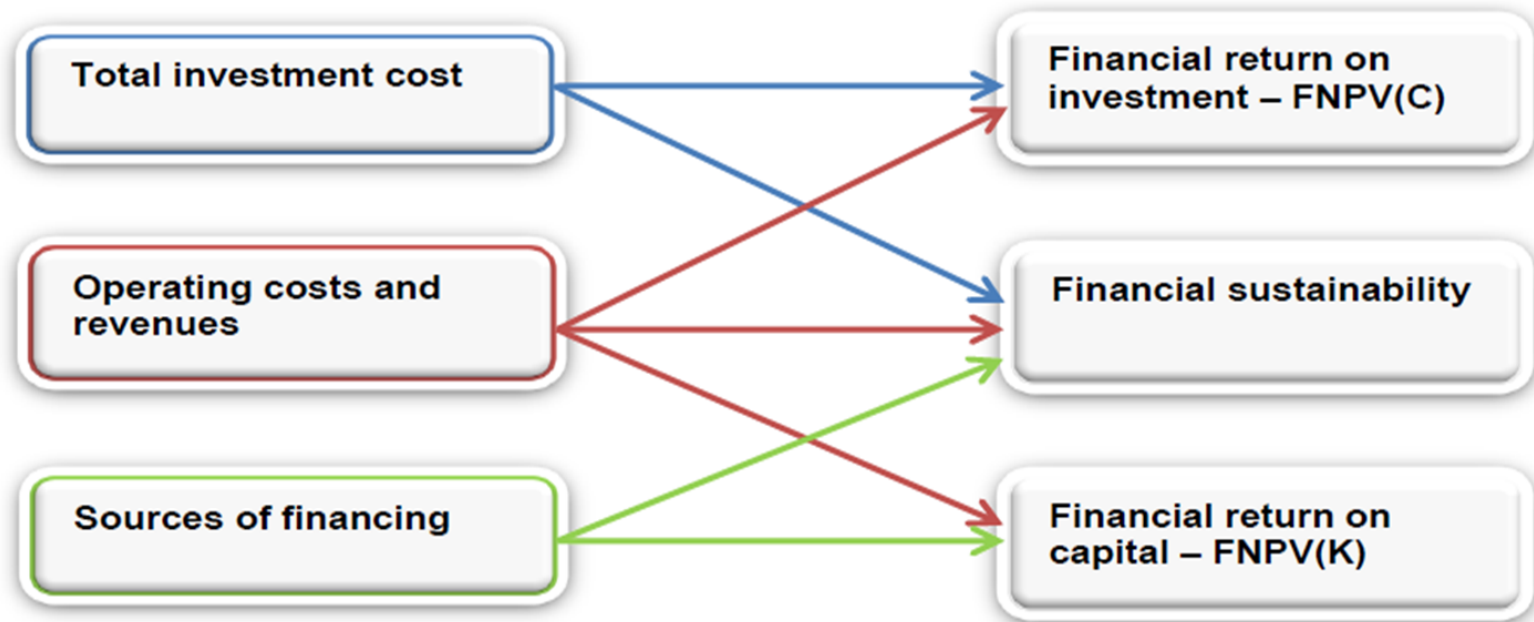 Total investment cost
Financial return on
investment – FNPV(C)
Operating costs and
revenues
Financial sustainability
Sources of financing
Financial return on
capital – FNPV(K)